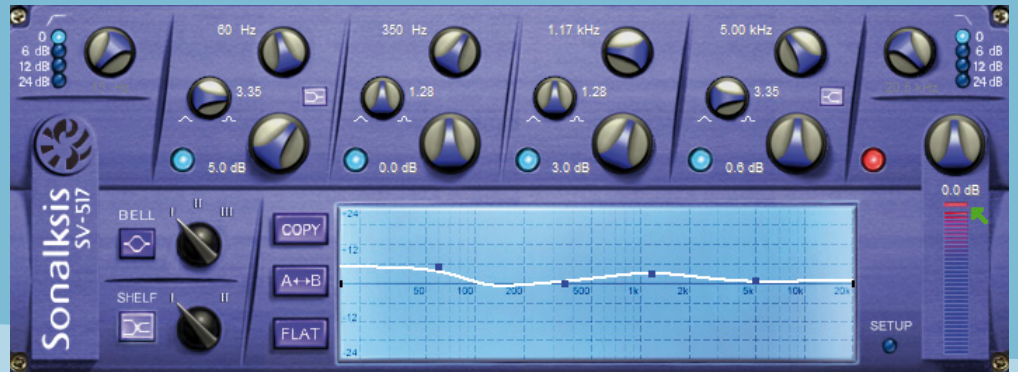 0
6 dB
12 dB
24 dB
60 Hz
3.35
5.0 dB
350 Hz
1.28
0.0 dB
1.17 kHz
1.28
3.0 dB
5.00 kHz
3.35
0.6 dB
0
6 dB
12 dB
24 dB
0.0 dB
Sonalksis
SV-517
BELL
I II III
SHELF
I II
COPY
A↔B
FLAT
+24
+12
50 100 200 500 1k 2k 5k 10k 20k
-12
-24
SETUP